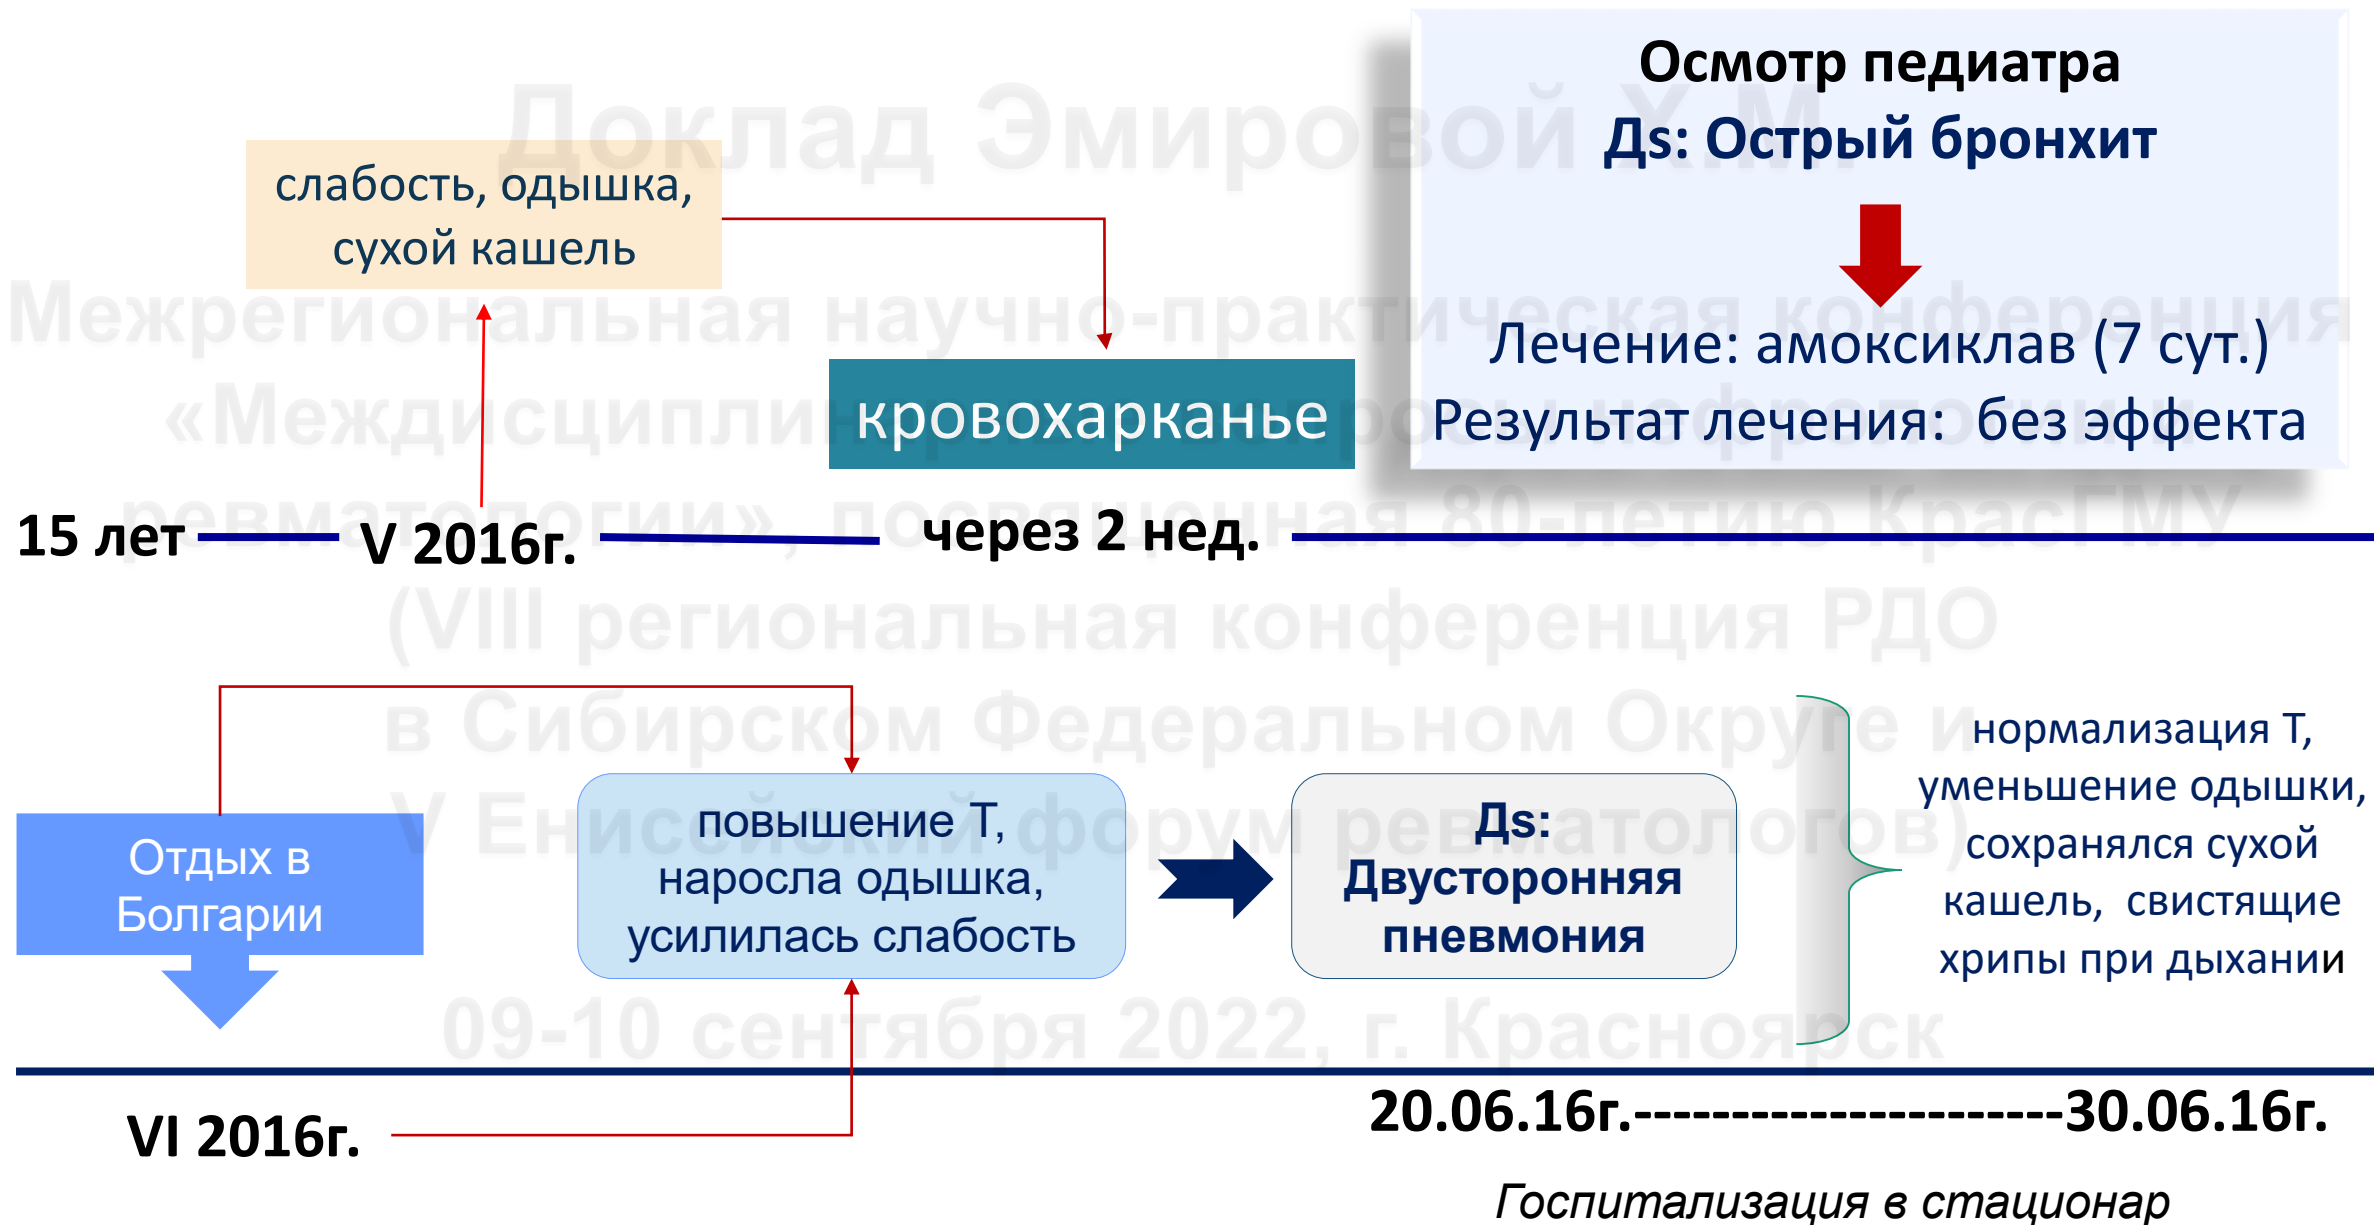 Доклад Эмировой Х.М.
Межрегиональная научно-практическая конференция
ревматологии», посвященная 80-летию КрасГМУ
(VIII региональная конференция РДО
в Сибирском Федеральном Округе и
V Енисейский форум ревматологов)
09-10 сентября 2022, г. Красноярск
Осмотр педиатра
Дs: Острый бронхит
Лечение: амоксиклав (7 сут.)
Результат лечения: без эффекта
слабость, одышка,
сухой кашель
кровохарканье
15 лет
V 2016г.
через 2 нед.
Отдых в
Болгарии
повышение Т,
наросла одышка,
усилилась слабость
Дs:
Двусторонняя
пневмония
нормализация Т,
уменьшение одышки,
сохранялся сухой
кашель, свистящие
хрипы при дыхании
VI 2016г.
20.06.16г.----------------------30.06.16г.
Госпитализация в стационар